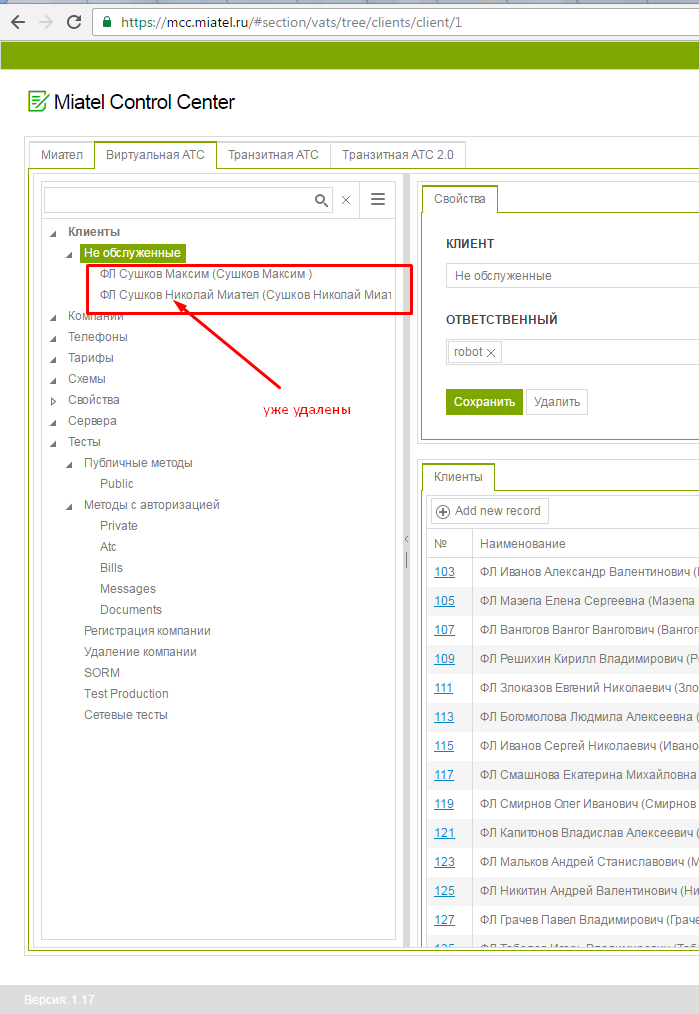 https://mcc.miatel.ru/#section/vats/tree/clients/client/1
Miatel Control Center
Миател
Виртуальная АТС
Транзитная АТС
Транзитная АТС 2.0
Клиенты
Не обслуженные
ФЛ Сушков Максим (Сушков Максим )
ФЛ Сушков Николай Миател (Сушков Николай Миат
Компании
Телефоны
Тарифы
Схемы
Свойства
Сервера
Тесты
Публичные методы
Public
Методы с авторизацией
Private
Atc
Bills
Messages
Documents
Регистрация компании
Удаление компании
SORM
Test Production
Сетевые тесты
уже удалены
Свойства
КЛИЕНТ
Не обслуженные
ОТВЕТСТВЕННЫЙ
robot
Сохранить
Удалить
Клиенты
Add new record
№ Наименование
103 ФЛ Иванов Александр Валентинович (
105 ФЛ Мазепа Елена Сергеевна (Мазепа
107 ФЛ Вангогов Вангог Вангогович (Вангог
109 ФЛ Решихин Кирилл Владимирович (Р
111 ФЛ Злоказов Евгений Николаевич (Зло
113 ФЛ Богомолова Людмила Алексеевна (
115 ФЛ Иванов Сергей Николаевич (Ивано
117 ФЛ Смашнова Екатерина Михайловна
119 ФЛ Смирнов Олег Иванович (Смирнов
121 ФЛ Капитонов Владислав Алексеевич (
123 ФЛ Мальков Андрей Станиславович (М
125 ФЛ Никитин Андрей Валентинович (Ни
127 ФЛ Грачев Павел Владимирович (Граче
Версия: 1.17